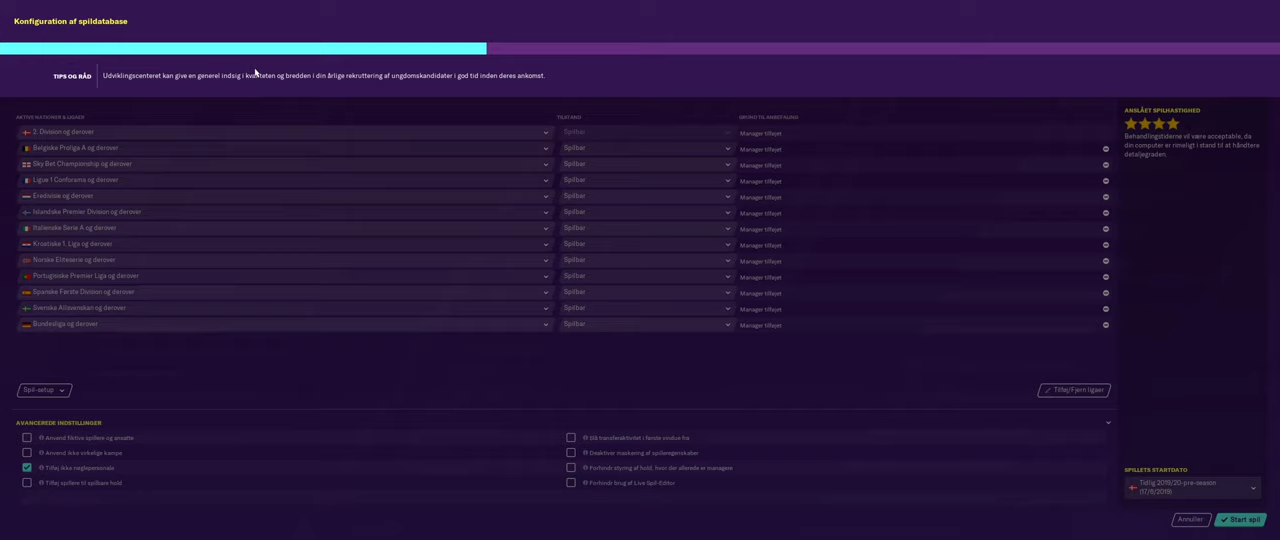 Konfiguration af spildatabase
TIPS OG RÅD
Udviklingscenteret kan give en generel indsig i kvaliteten og bredden i din årlige rekruttering af ungdomskandidater i god tid inden deres ankomst.
AKTIVE NATIONER & LIGAER TILSTAND GRUND TIL ANBEFALING
2. Division og derover Spilbar Manager tilføjet
Belgiske Proliga A og derover Spilbar Manager tilføjet
Sky Bet Championship og derover Spilbar Manager tilføjet
Ligue 1 Conforama og derover Spilbar Manager tilføjet
Eredivisie og derover Spilbar Manager tilføjet
Islandske Premier Division og derover Spilbar Manager tilføjet
Italienske Serie A og derover Spilbar Manager tilføjet
Kroatiske 1. Liga og derover Spilbar Manager tilføjet
Norske Eliteserie og derover Spilbar Manager tilføjet
Portugisiske Premier Liga og derover Spilbar Manager tilføjet
Spanske Første Division og derover Spilbar Manager tilføjet
Svenske Allsvenskan og derover Spilbar Manager tilføjet
Bundesliga og derover Spilbar Manager tilføjet
ANSLÅET SPILHASTIGHED
Behandlingstiderne vil være acceptable, da
din computer er rimeligt i stand til at håndtere
detaljegraden.
Spil-setup
Tilføj/Fjern ligaer
AVANCEREDE INDSTILLINGER
Anvend fiktive spillere og ansatte
Anvend ikke virkelige kampe
Tilføj ikke nøglepersonale
Tilføj spillere til spilbare hold
Slå transferaktivitet i første vindue fra
Deaktiver maskering af spilleregenskaber
Forhindr styring af hold, hvor der allerede er managere
Forhindr brug af Live Spil-Editor
SPILLETS STARTDATO
Tidlig 2019/20-pre-season
(17/6/2019)
Annuller
Start spil